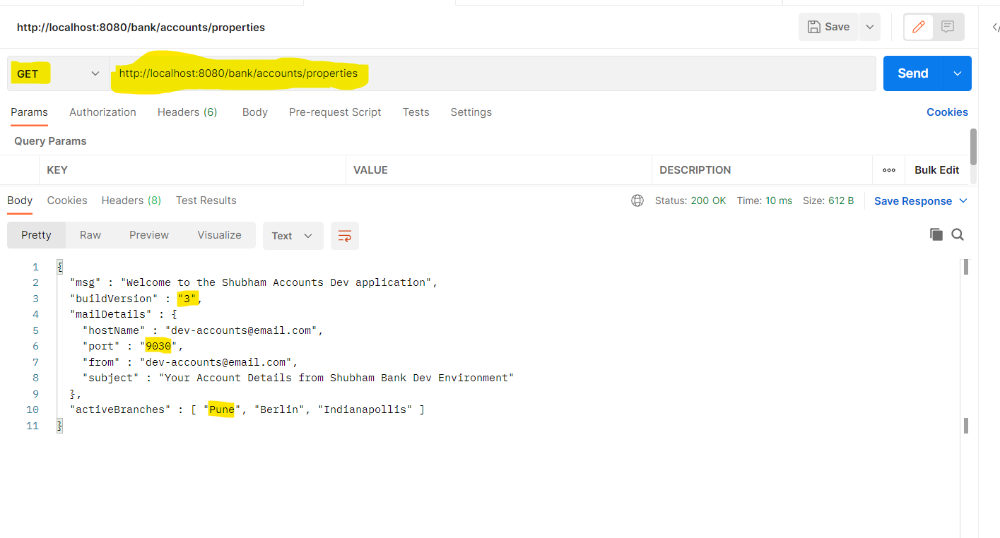 http://localhost:8080/bank/accounts/properties
Save
GET http://localhost:8080/bank/accounts/properties Send
Params Authorization Headers (6) Body Pre-request Script Tests Settings Cookies
Query Params
KEY VALUE DESCRIPTION ooo Bulk Edit
Body Cookies Headers (8) Test Results Status: 200 OK Time: 10 ms Size: 612 B Save Response
Pretty Raw Preview Visualize Text
1 {
2 "msg" : "Welcome to the Shubham Accounts Dev application",
3 "buildVersion" : "3",
4 "mailDetails" : {
5 "hostName" : "dev-accounts@email.com",
6 "port" : "9030",
7 "from" : "dev-accounts@email.com",
8 "subject" : "Your Account Details from Shubham Bank Dev Environment"
9 },
10 "activeBranches" : [ "Pune", "Berlin", "Indianapollis" ]
11 }